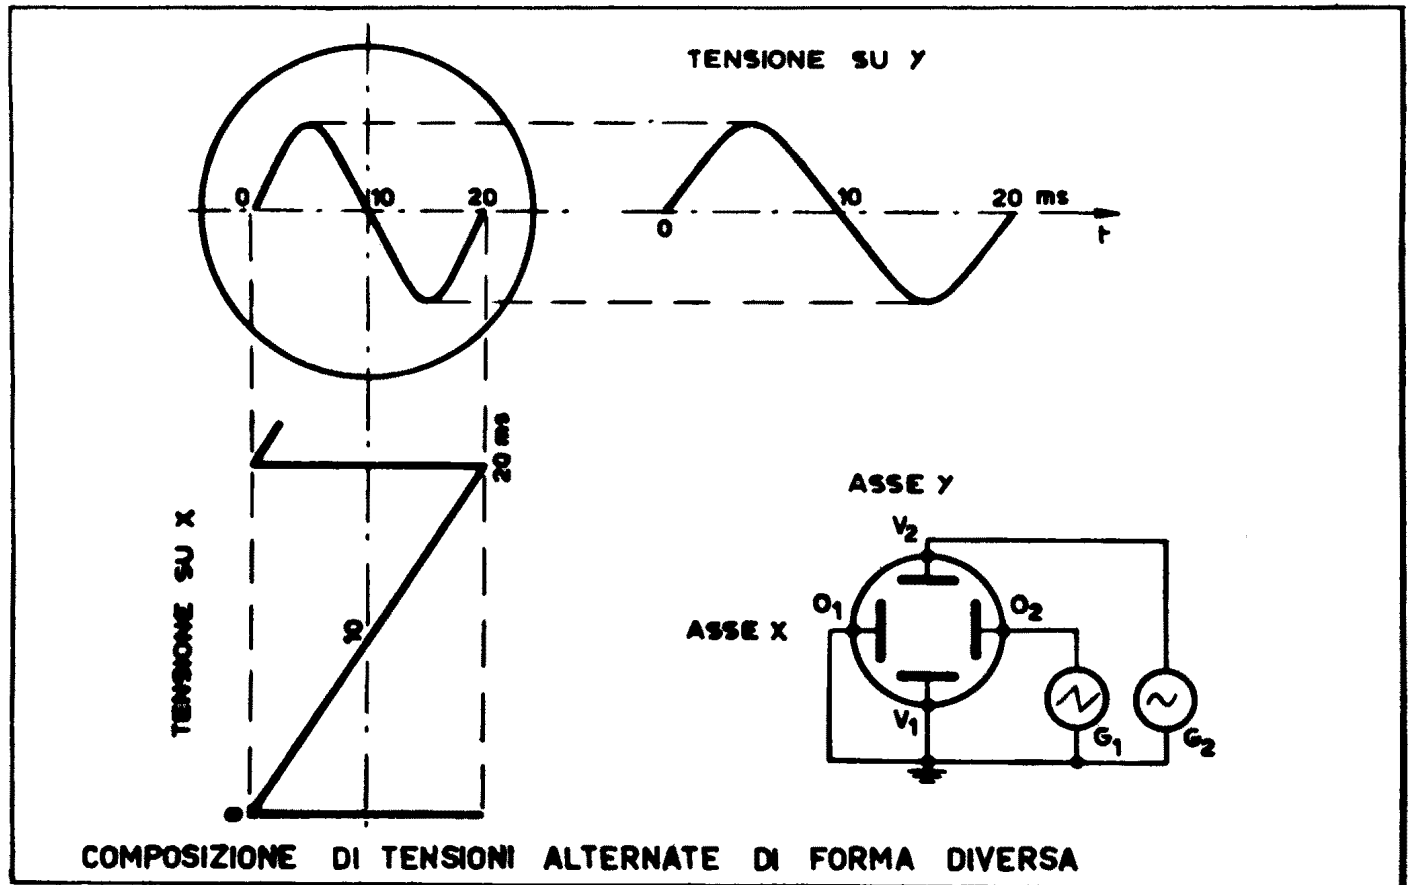 TENSIONE SU Y
0
10
20
0
10
20 ms
t
20 ms
TENSIONE SU X
10
0
ASSE Y
V2
O1
O2
ASSE X
V1
G1
G2
COMPOSIZIONE DI TENSIONI ALTERNATE DI FORMA DIVERSA